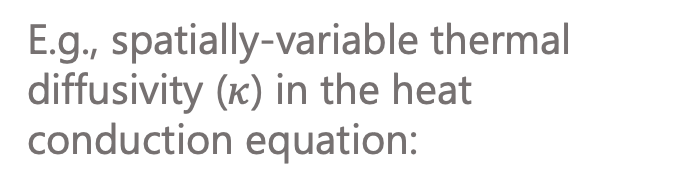 E.g., spatially-variable thermal
diffusivity (κ) in the heat
conduction equation: